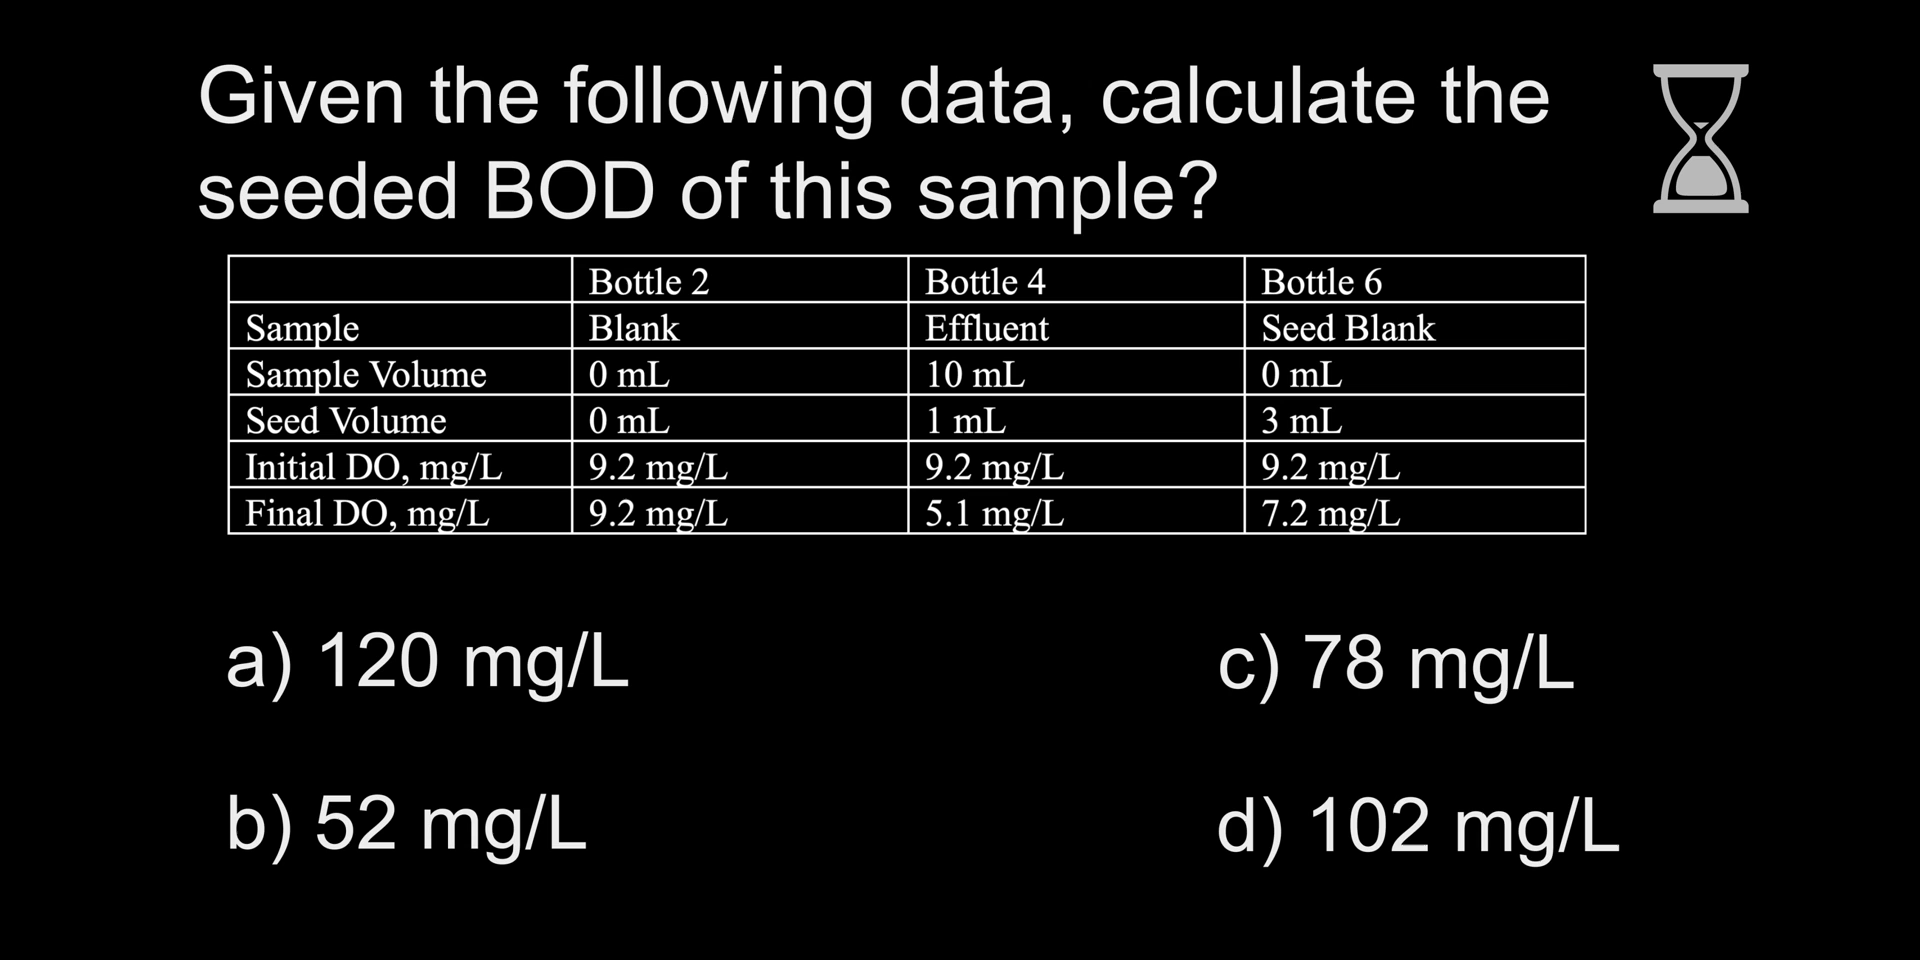 Given the following data, calculate the
seeded BOD of this sample?
Bottle 2 Bottle 4 Bottle 6
Sample Blank Effluent Seed Blank
Sample Volume 0 mL 10 mL 0 mL
Seed Volume 0 mL 1 mL 3 mL
Initial DO, mg/L 9.2 mg/L 9.2 mg/L 9.2 mg/L
Final DO, mg/L 9.2 mg/L 5.1 mg/L 7.2 mg/L
a) 120 mg/L c) 78 mg/L
b) 52 mg/L d) 102 mg/L